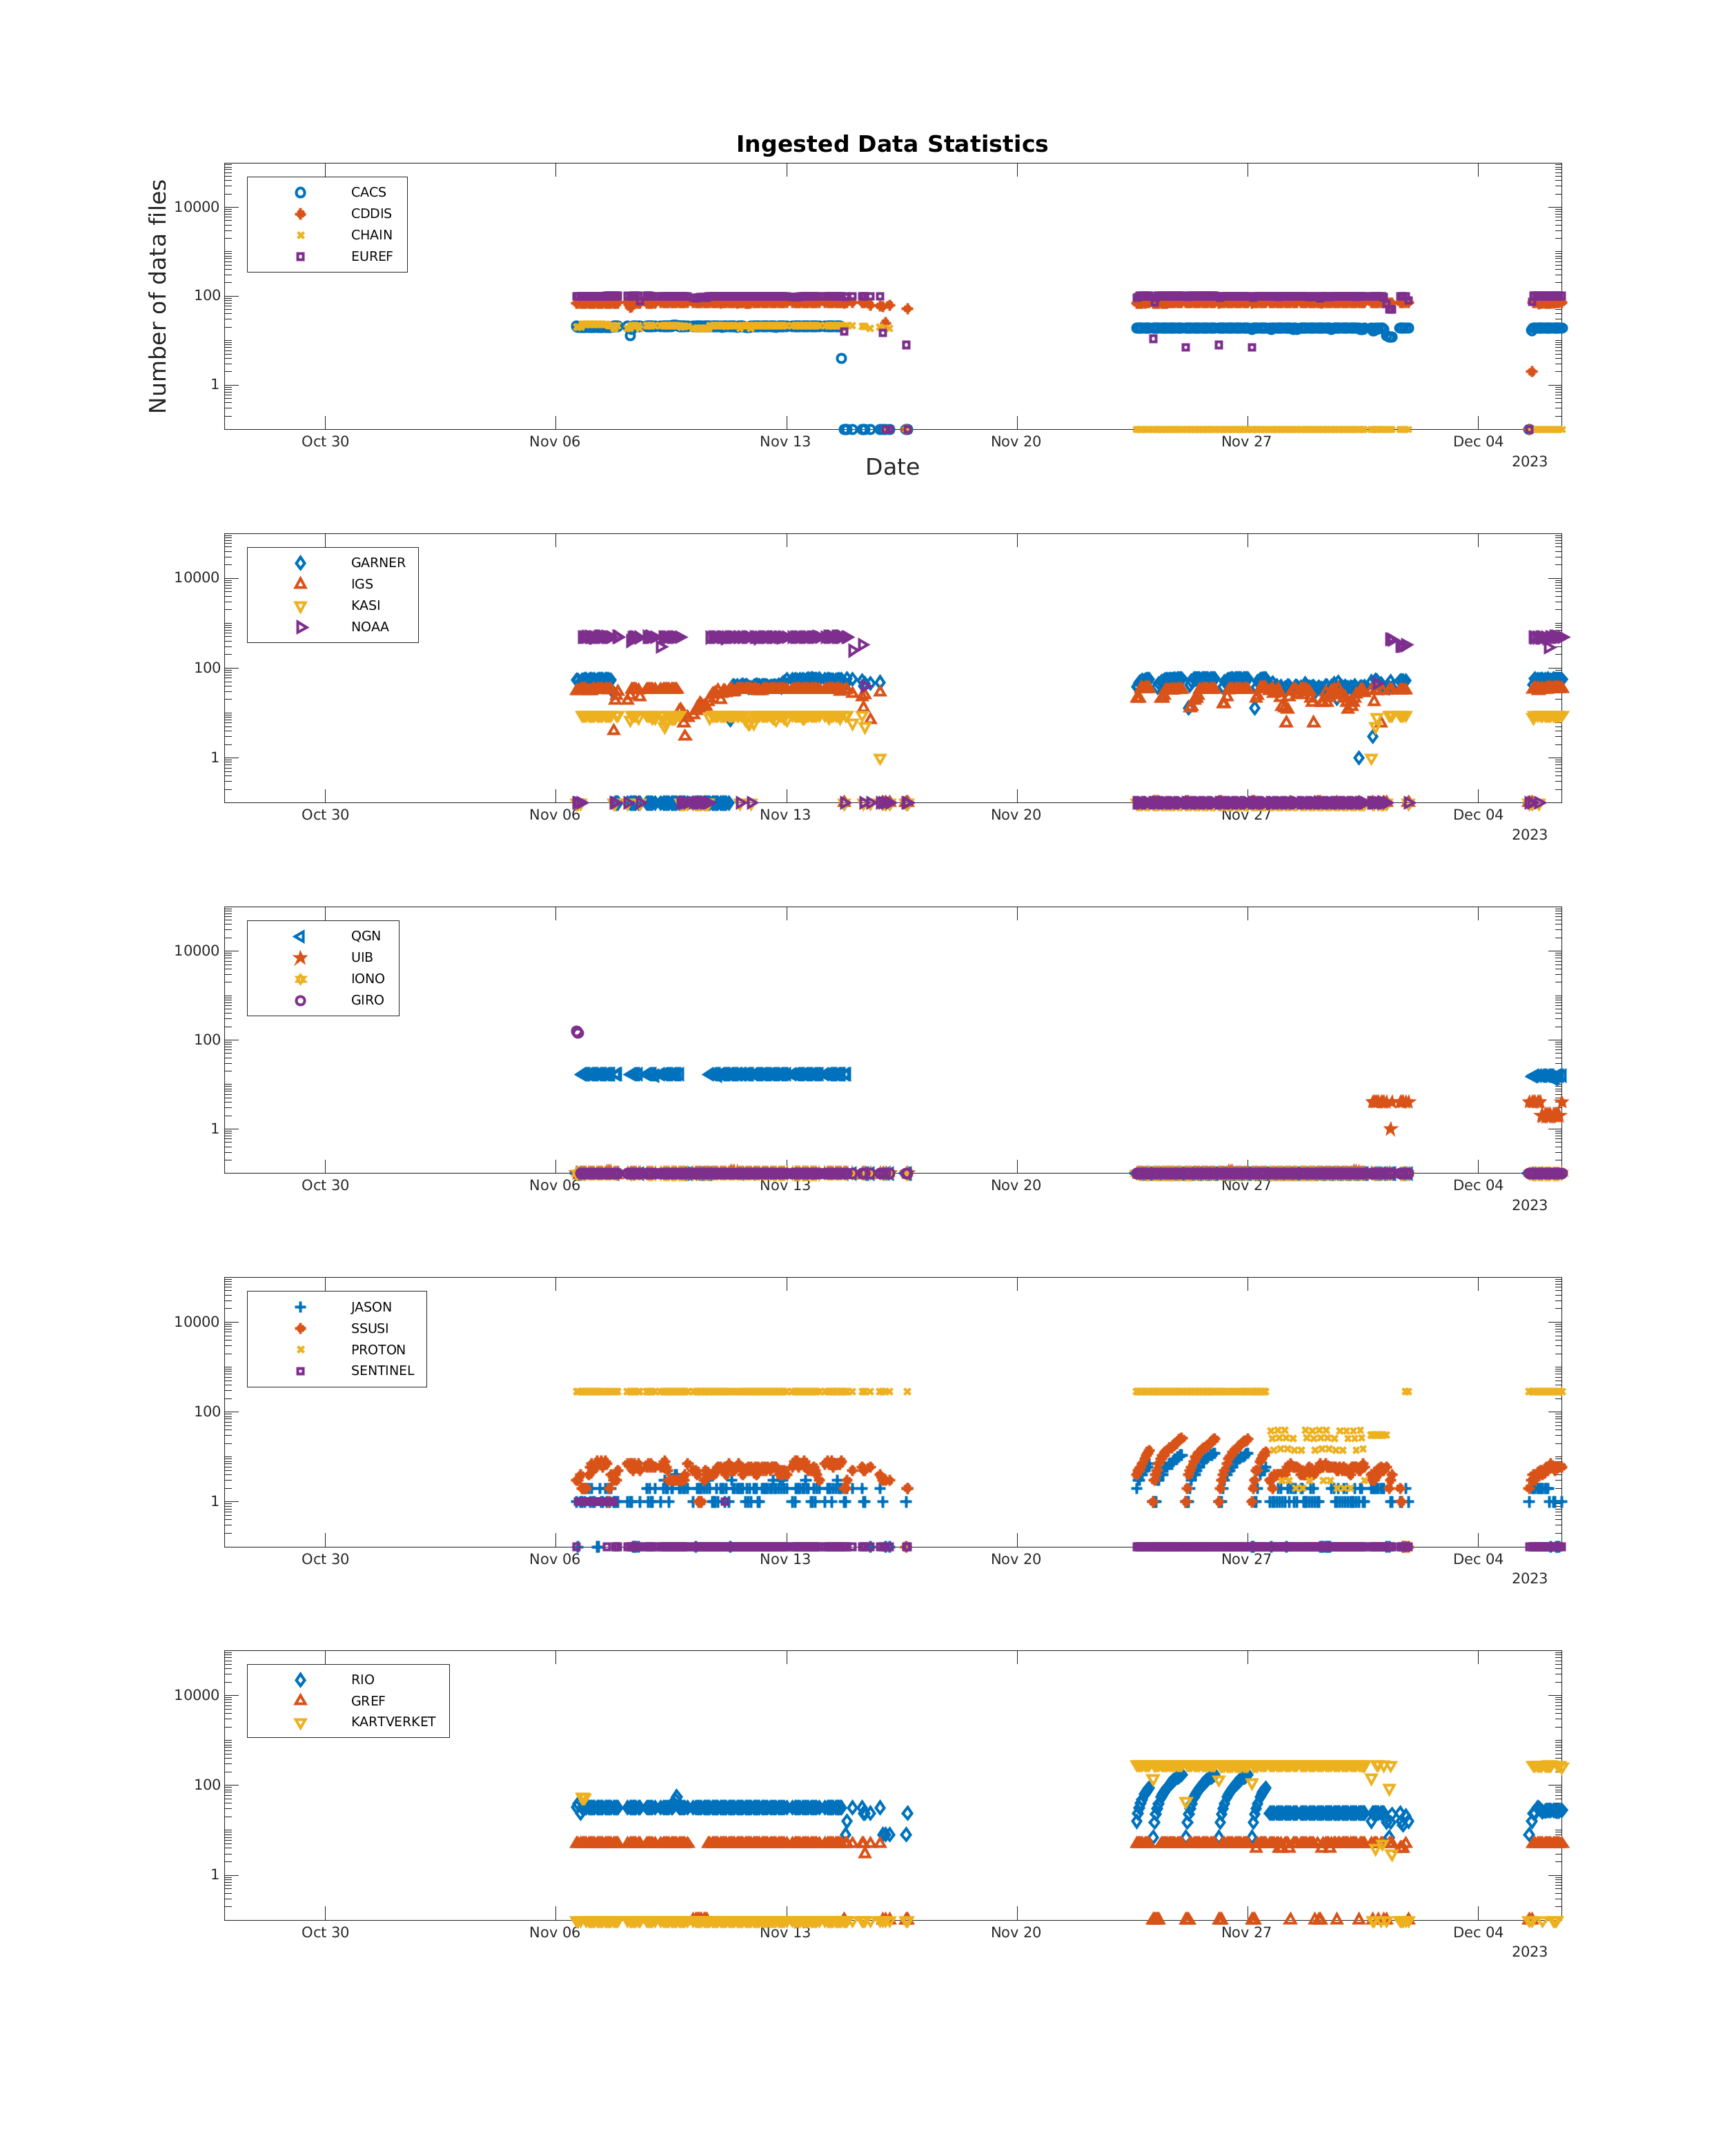 Ingested Data Statistics
Number of data files
10000
100
1
CACS
CDDIS
CHAIN
EUREF
Oct 30
Nov 06
Nov 13
Nov 20
Nov 27
Dec 04
2023
Date
10000
100
1
GARNER
IGS
KASI
NOAA
Oct 30
Nov 06
Nov 13
Nov 20
Nov 27
Dec 04
2023
10000
100
1
QGN
UIB
IONO
GIRO
Oct 30
Nov 06
Nov 13
Nov 20
Nov 27
Dec 04
2023
10000
100
1
JASON
SSUSI
PROTON
SENTINEL
Oct 30
Nov 06
Nov 13
Nov 20
Nov 27
Dec 04
2023
10000
100
1
RIO
GREF
KARTVERKET
Oct 30
Nov 06
Nov 13
Nov 20
Nov 27
Dec 04
2023